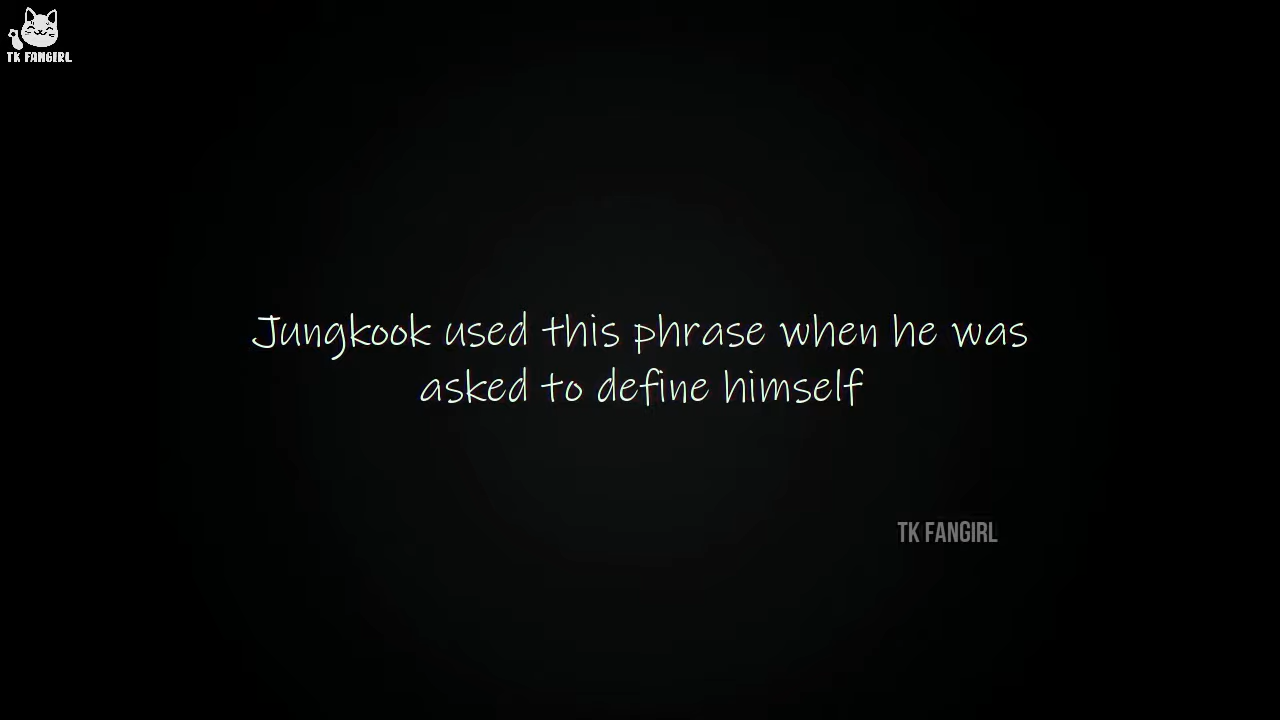 TK FANGIRL
Jungkook used this phrase when he was
asked to define himself
TK FANGIRL